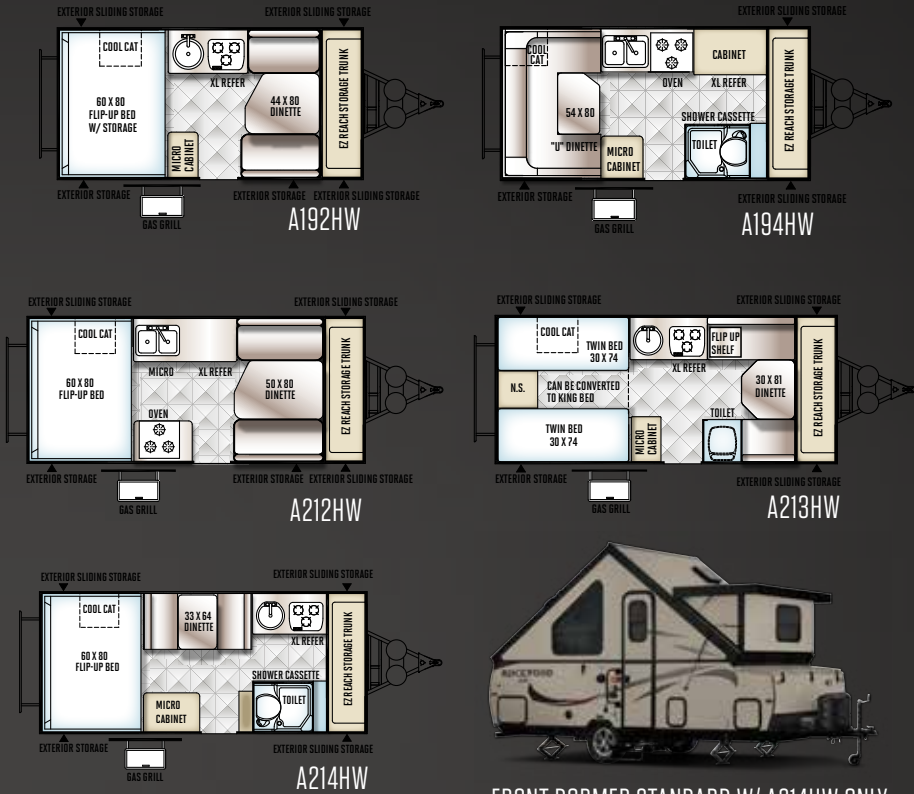 EXTERIOR SLIDING STORAGE
EXTERIOR SLIDING STORAGE
COOL CAT
60 X 80
FLIP-UP BED
W/ STORAGE
XL REFER
44 X 80
DINETTE
EZ REACH STORAGE TRUNK
MICRO
CABINET
EXTERIOR STORAGE
EXTERIOR STORAGE
EXTERIOR SLIDING STORAGE
GAS GRILL
A192HW
EXTERIOR SLIDING STORAGE
COOL
CAT
CABINET
OVEN
XL REFER
54 X 80
"U" DINETTE
SHOWER CASSETTE
TOILET
MICRO
CABINET
EZ REACH STORAGE TRUNK
EXTERIOR STORAGE
EXTERIOR SLIDING STORAGE
GAS GRILL
A194HW
EXTERIOR SLIDING STORAGE
EXTERIOR SLIDING STORAGE
COOL CAT
60 X 80
FLIP-UP BED
MICRO
XL REFER
50 X 80
DINETTE
OVEN
EZ REACH STORAGE TRUNK
EXTERIOR STORAGE
EXTERIOR STORAGE
EXTERIOR SLIDING STORAGE
GAS GRILL
A212HW
EXTERIOR SLIDING STORAGE
EXTERIOR SLIDING STORAGE
COOL CAT
TWIN BED
30 X 74
FLIP UP
SHELF
XL REFER
N.S.
CAN BE CONVERTED
TO KING BED
30 X 81
DINETTE
TOILET
TWIN BED
30 X 74
MICRO
CABINET
EZ REACH STORAGE TRUNK
EXTERIOR STORAGE
EXTERIOR SLIDING STORAGE
GAS GRILL
A213HW
EXTERIOR SLIDING STORAGE
EXTERIOR SLIDING STORAGE
COOL CAT
33 X 64
DINETTE
60 X 80
FLIP-UP BED
XL REFER
SHOWER CASSETTE
TOILET
MICRO
CABINET
EZ REACH STORAGE TRUNK
EXTERIOR STORAGE
EXTERIOR SLIDING STORAGE
GAS GRILL
A214HW
ROCKWOOD
FRONT DORMER STANDARD W/ A214HW ONLY